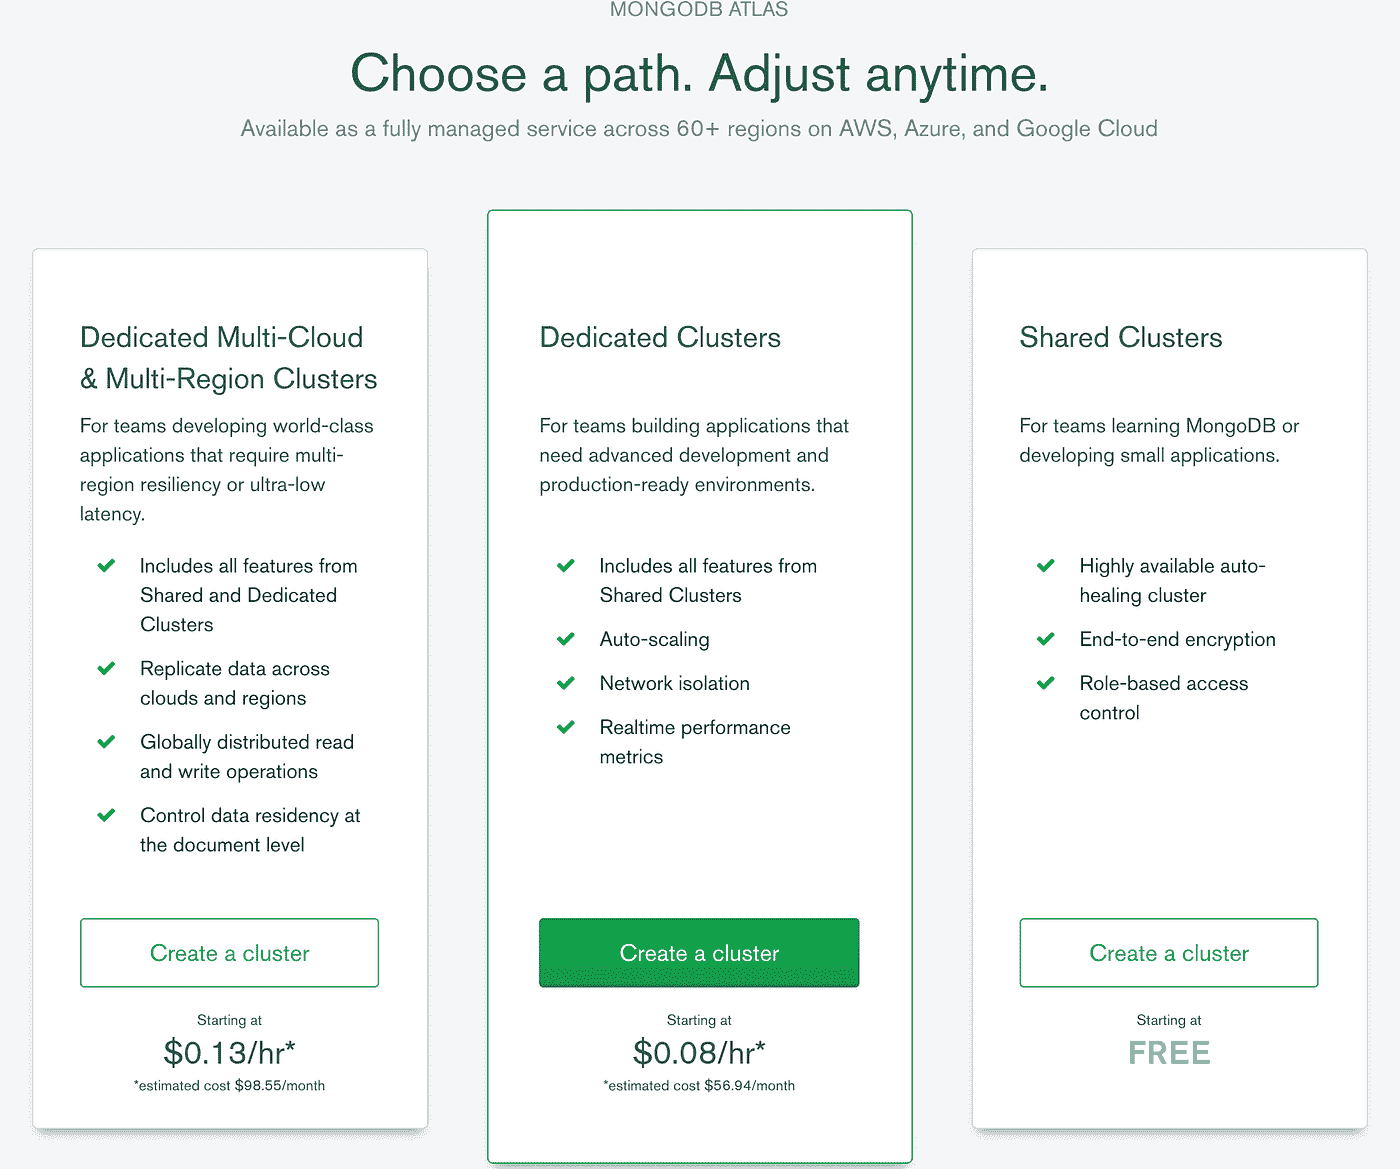 MONGODB ATLAS
Choose a path. Adjust anytime.
Available as a fully managed service across 60+ regions on AWS, Azure, and Google Cloud
Dedicated Multi-Cloud
& Multi-Region Clusters
For teams developing world-class
applications that require multi-
region resiliency or ultra-low
latency.
Includes all features from
Shared and Dedicated
Clusters
Replicate data across
clouds and regions
Globally distributed read
and write operations
Control data residency at
the document level
Create a cluster
Starting at
$0.13/hr*
*estimated cost $98.55/month
Dedicated Clusters
For teams building applications that
need advanced development and
production-ready environments.
Includes all features from
Shared Clusters
Auto-scaling
Network isolation
Realtime performance
metrics
Create a cluster
Starting at
$0.08/hr*
*estimated cost $56.94/month
Shared Clusters
For teams learning MongoDB or
developing small applications.
Highly available auto-
healing cluster
End-to-end encryption
Role-based access
control
Create a cluster
Starting at
FREE